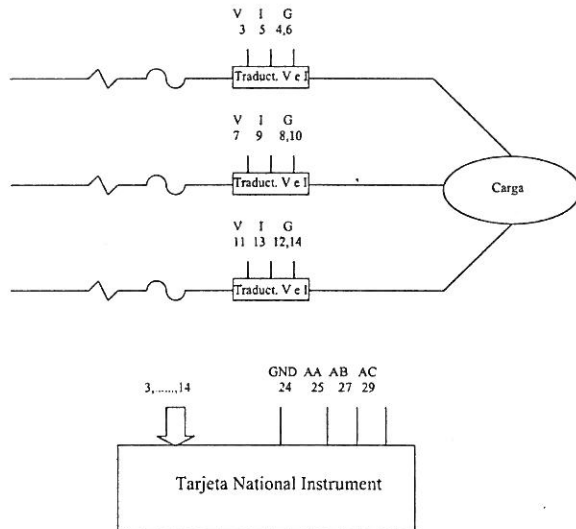 V I G
3 5 4,6
Traduct. V e I
V I G
7 9 8,10
Traduct. V e I
Carga
V I G
11 13 12,14
Traduct. V e I
GND AA AB AC
3,......,14 24 25 27 29
Tarjeta National Instrument